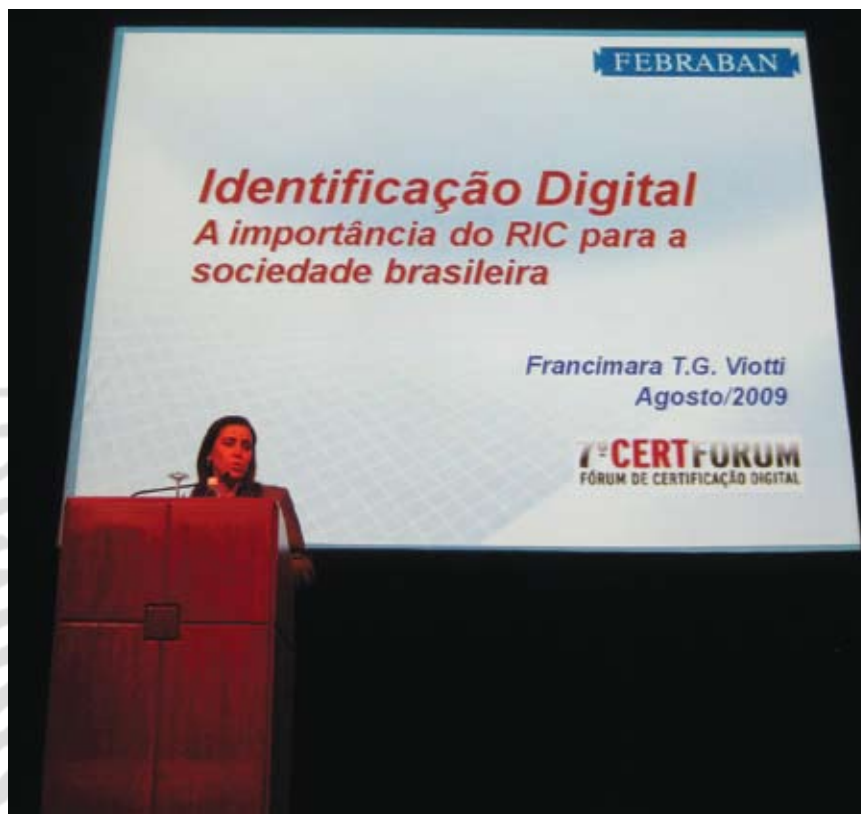 FEBRABAN
Identificação Digital
A importância do RIC para a
sociedade brasileira
Francimara T.G. Viotti
Agosto/2009
7º CERTFORUM
FÓRUM DE CERTIFICAÇÃO DIGITAL